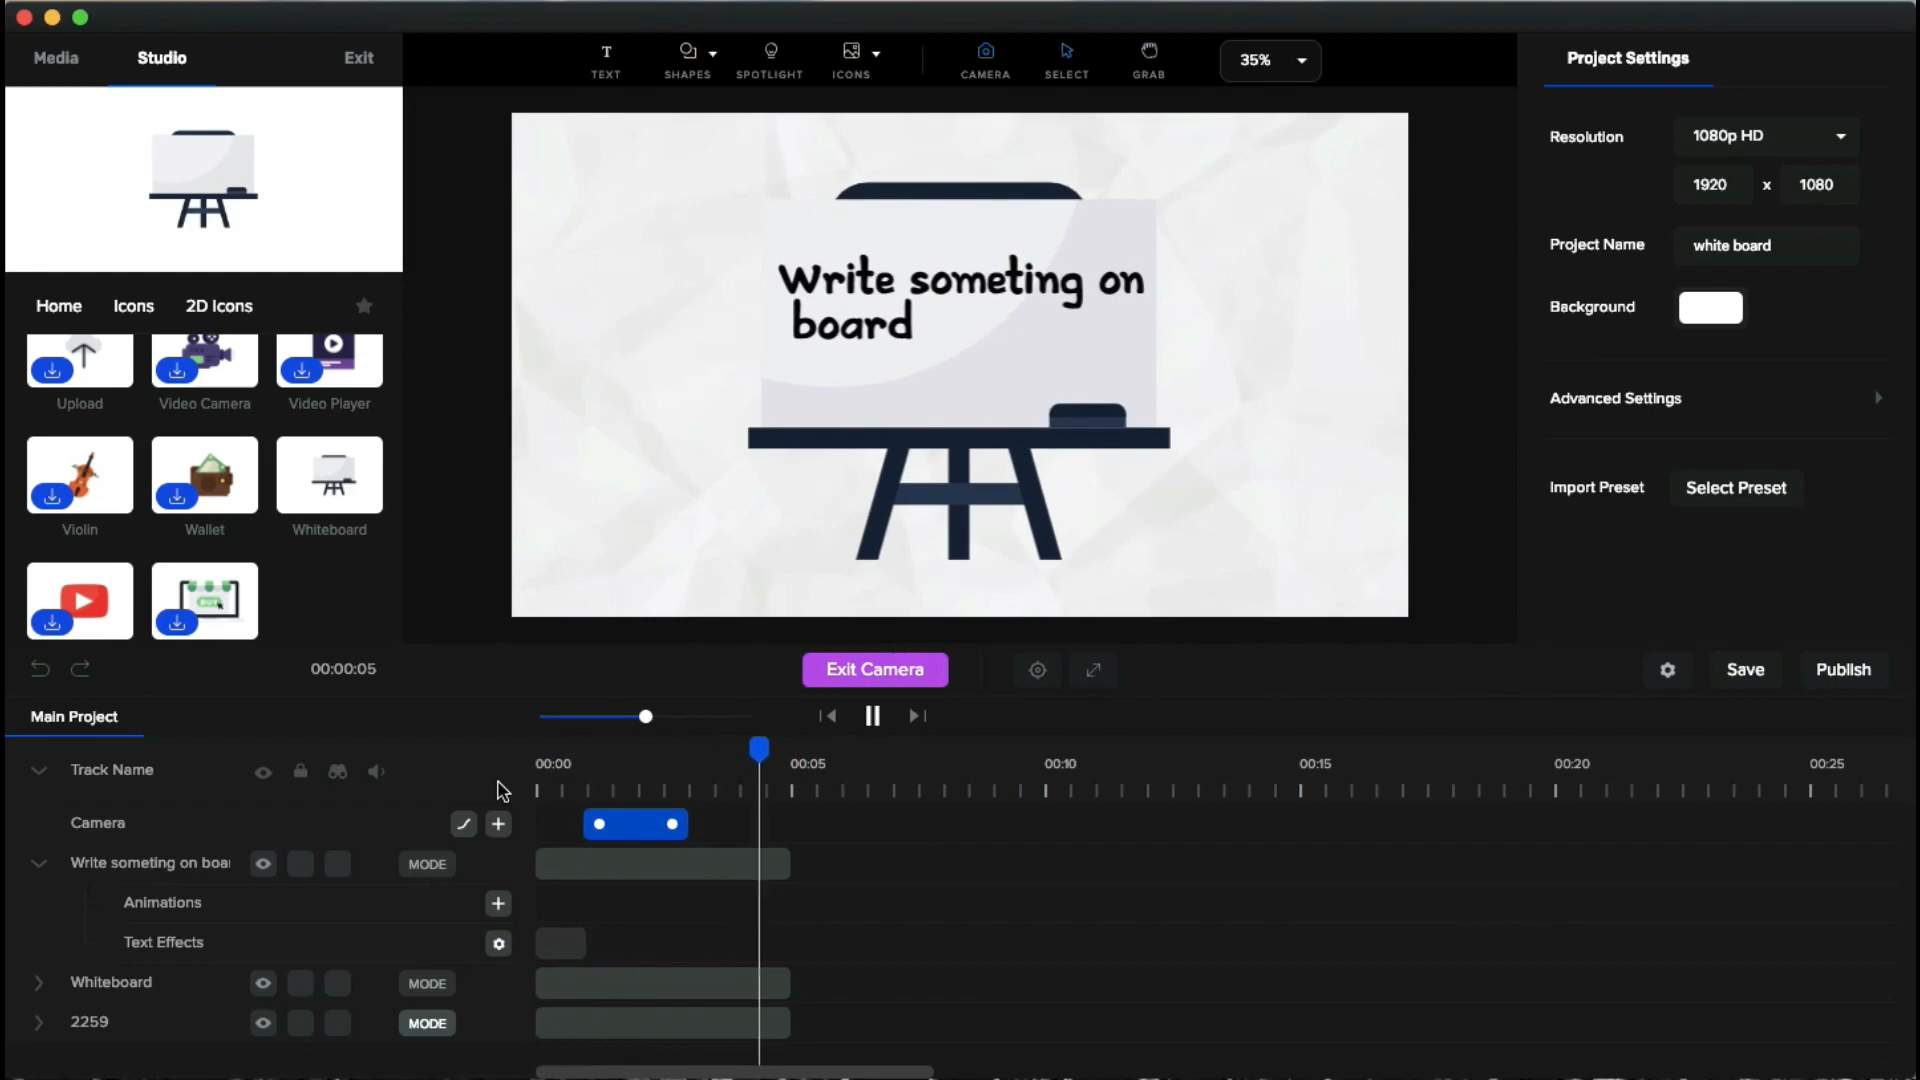 Media Studio Exit
TEXT SHAPES SPOTLIGHT ICONS CAMERA SELECT GRAB 35%
Project Settings
Resolution 1080p HD
1920 x 1080
Project Name white board
Background
Advanced Settings
Import Preset Select Preset
Write someting on
board
Home Icons 2D Icons
Upload Video Camera Video Player
Violin Wallet Whiteboard
BUY
00:00:05 Exit Camera Save Publish
Main Project
Track Name 00:00 00:05 00:10 00:15 00:20 00:25
Camera
Write someting on boar MODE
Animations
Text Effects
Whiteboard MODE
2259 MODE